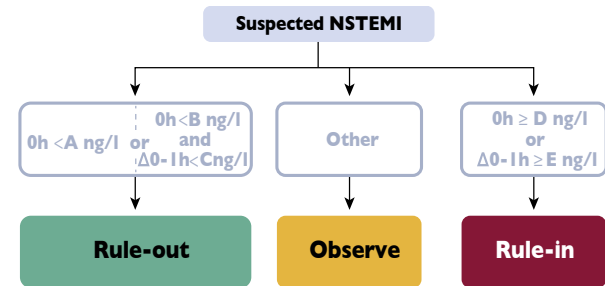 Suspected NSTEMI
0h <A ng/l or
0h<B ng/l
and
Δ0-1h<Cng/l
Other
0h ≥ D ng/l
or
Δ0-1h ≥E ng/l
Rule-out
Observe
Rule-in